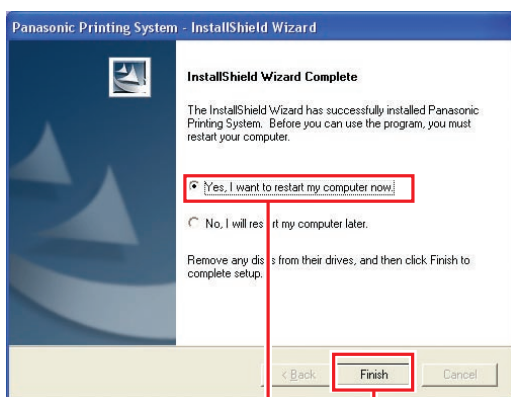 Panasonic Printing System - InstallShield Wizard
InstallShield Wizard Complete
The InstallShield Wizard has successfully installed Panasonic
Printing System. Before you can use the program, you must
restart your computer.
Yes, I want to restart my computer now.
No, I will restart my computer later.
Remove any discs from their drives, and then click Finish to
complete setup.
< Back
Finish
Cancel